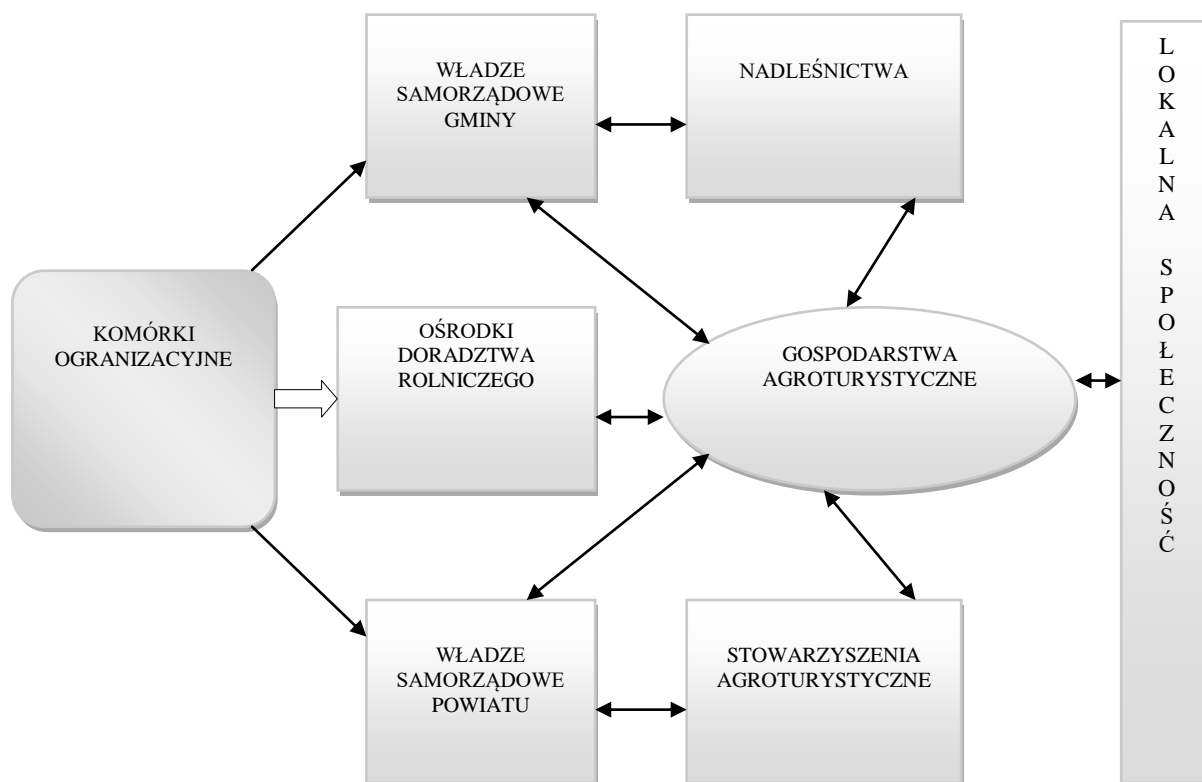 WŁADZE
SAMORZĄDOWE
GMINY
NADLEŚNICTWA
KOMÓRKI
OGRANIZACYJNE
OŚRODKI
DORADZTWA
ROLNICZEGO
GOSPODARSTWA
AGROTURYSTYCZNE
WŁADZE
SAMORZĄDOWE
POWIATU
STOWARZYSZENIA
AGROTURYSTYCZNE
L
O
K
A
L
N
A
S
P
O
Ł
E
C
Z
N
O
Ś
Ć